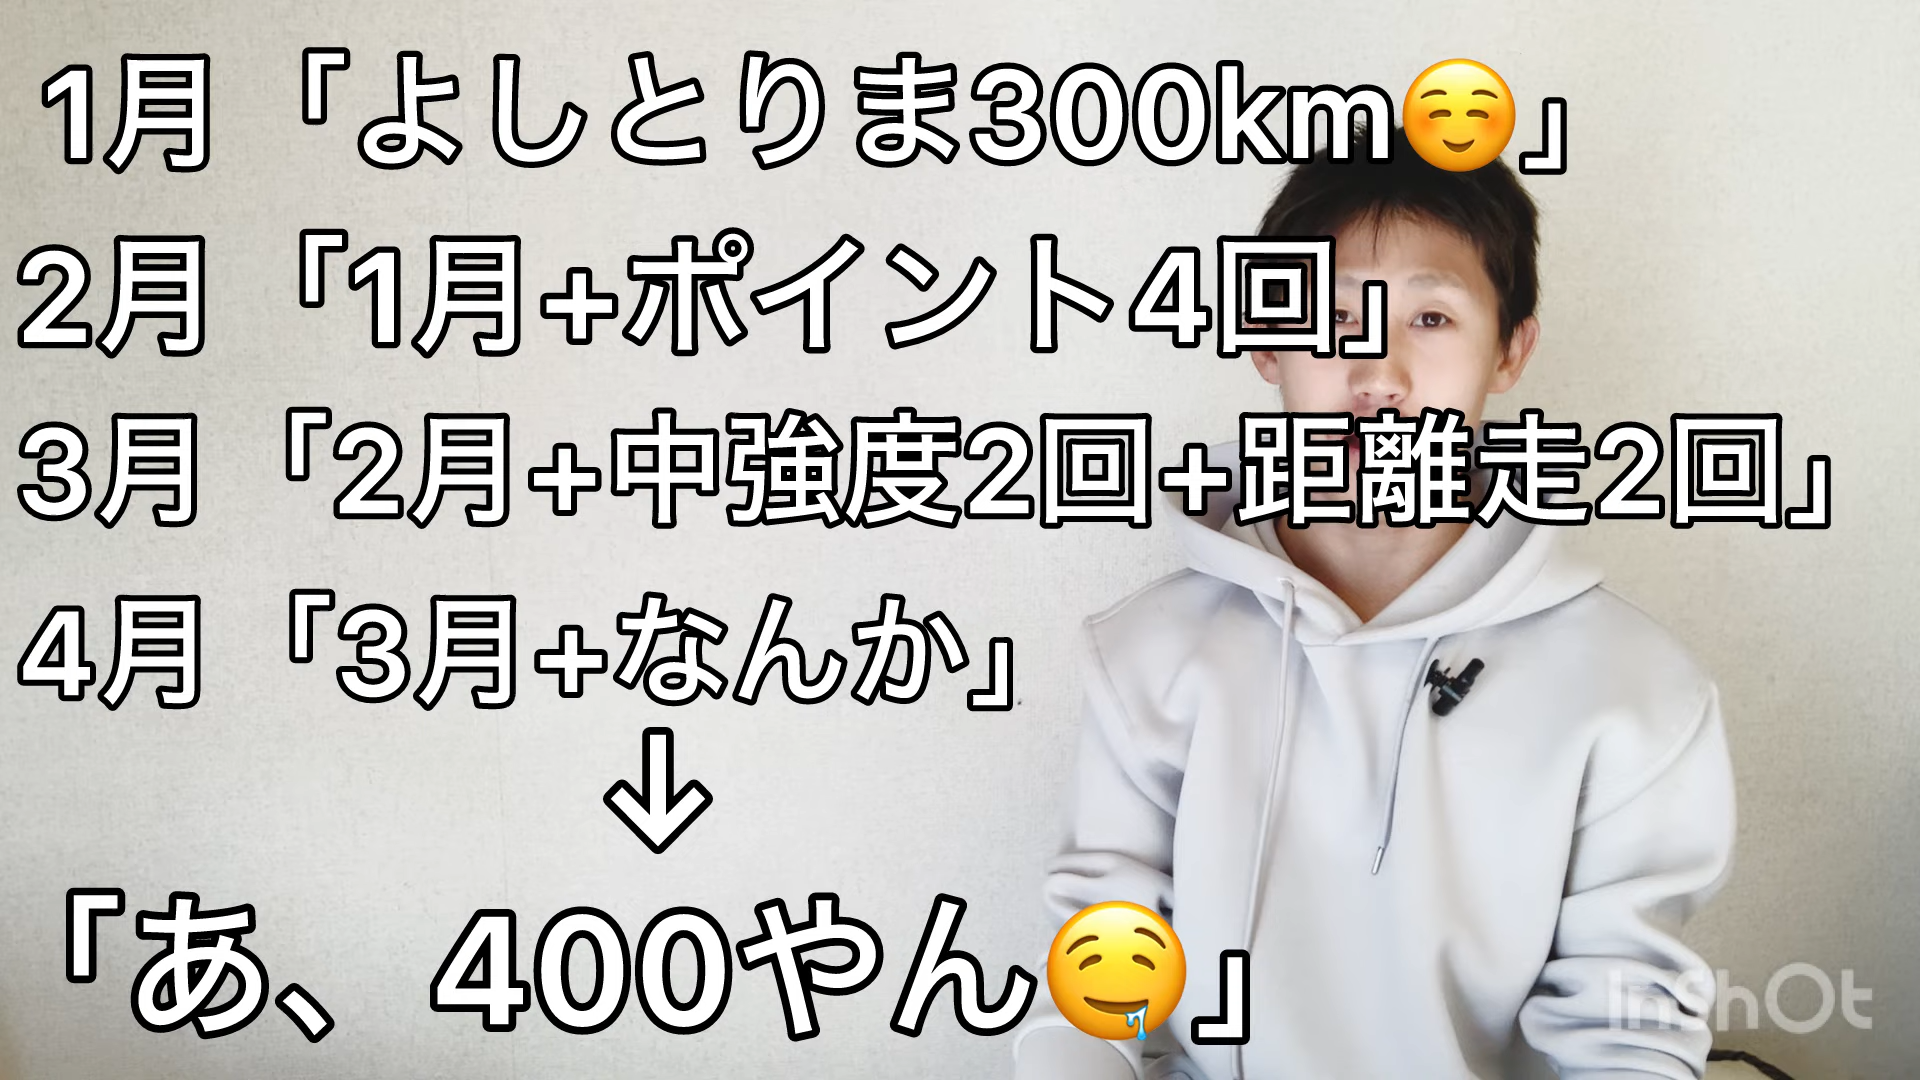 1月「よしとりま300km☺️」
2月「1月+ポイント4回」
3月「2月+中強度2回+距離走2回」
4月「3月+なんか」
↓
「あ、400やん🤤」
InShOt